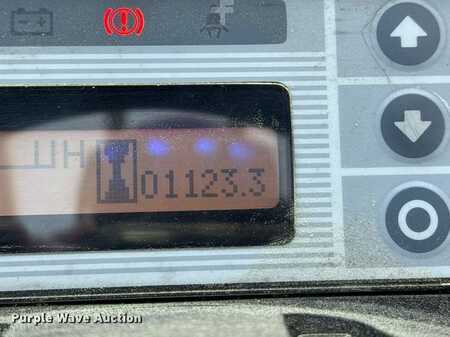 H
01123.3
Purple Wave Auction